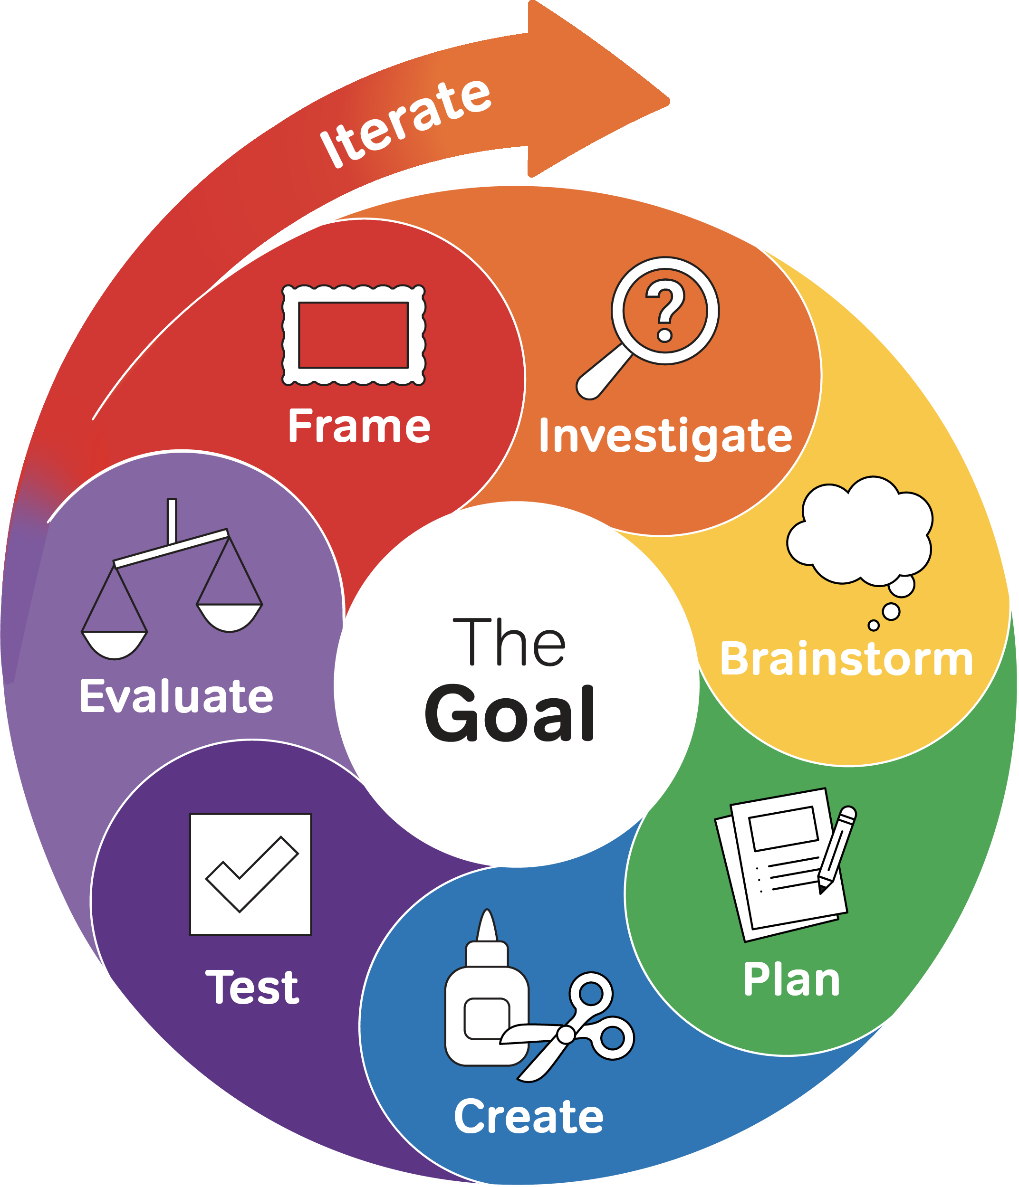 Iterate
Frame
?
Investigate
Brainstorm
Plan
Create
Test
Evaluate
The
Goal